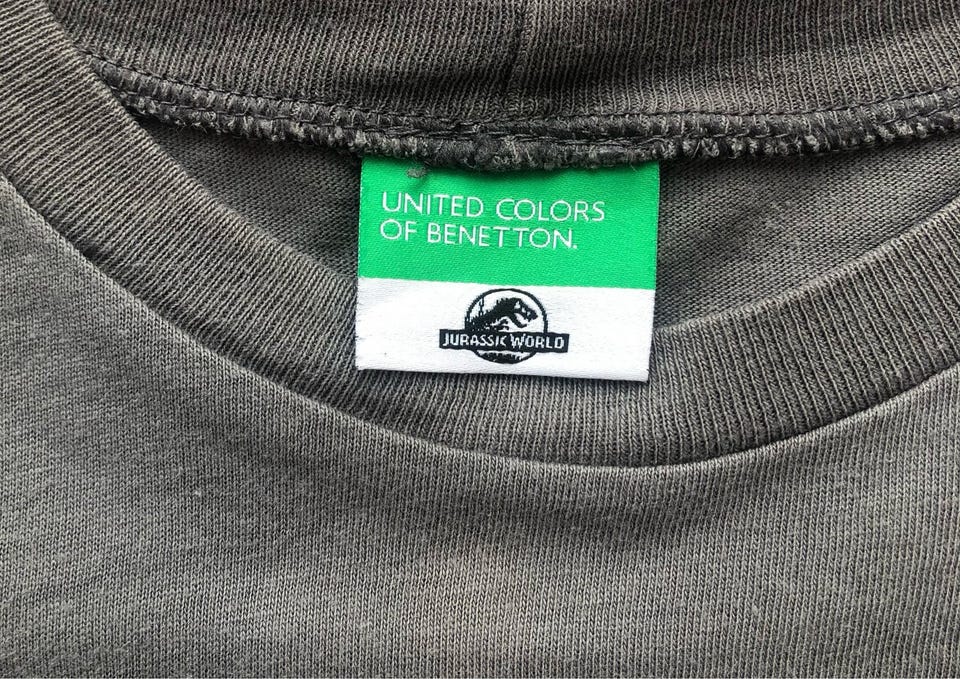 UNITED COLORS
OF BENETTON.
JURASSIC WORLD